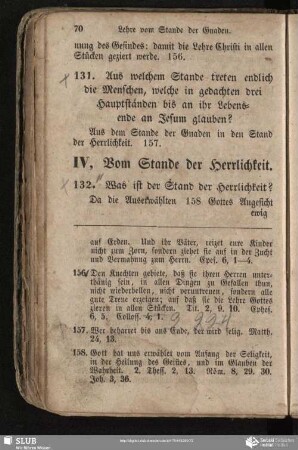 70 Lehre vom Stande der Gnaden.
nung des Gesindes: damit die Lehre Christi in allen
Stücken geziert werde. 156.
131. Aus welchem Stande treten endlich
die Menschen, welche in gedachten drei
Hauptständen bis an ihr Lebens-
ende an Jesum glauben?
Aus dem Stande der Gnaden in den Stand
der Herrlichkeit. 157.
IV. Vom Stande der Herrlichkeit.
132. Was ist der Stand der Herrlichkeit?
Da die Auserwählten 158 Gottes Angesicht
ewig
auf Erden. Und ihr Väter, reizet eure Kinder
nicht zum Zorn, sondern ziehet sie auf in der Zucht
und Vermahnung zum Herrn. Ephes. 6, 1—4.
156. Den Knechten gebiete, daß sie ihren Herren unter-
thänig sein, in allen Dingen zu Gefallen thun,
nicht wiederbellen, nicht veruntreuen, sondern alle
gute Treue erzeigen; auf daß sie die Lehre Gottes
zieren in allen Stücken. Tit. 2, 9. 10. Ephes.
6, 5. Coloss. 4, 1.
157. Wer beharret bis ans Ende, der wird selig. Matth.
24, 13.
158. Gott hat uns erwählet vom Anfang der Seligkeit,
in der Heilung des Geistes, und im Glauben der
Wahrheit. 2. Thess. 2, 13. Röm. 8, 29. 30.
Joh. 3, 36.
SLUB
Wir führen Wissen.